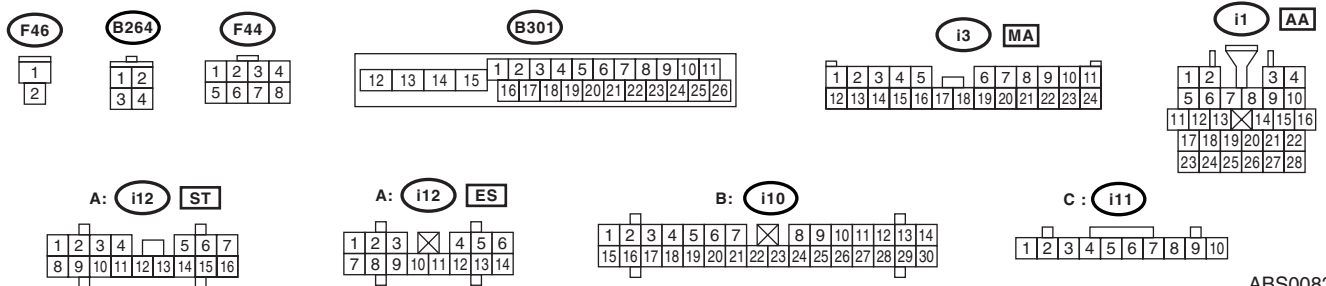 F46 B264 F44 B301 i3 MA i1 AA
1
2
1 2
3 4
1 2 3 4
5 6 7 8
12 13 14 15
1 2 3 4 5 6 7 8 9 10 11
16 17 18 19 20 21 22 23 24 25 26
1 2 3 4 5 6 7 8 9 10 11
12 13 14 15 16 17 18 19 20 21 22 23 24
1 2 3 4
5 6 7 8 9 10
11 12 13 14 15 16
17 18 19 20 21 22
23 24 25 26 27 28
A: i12 ST A: i12 ES B: i10 C : i11
1 2 3 4 5 6 7
8 9 10 11 12 13 14 15 16
1 2 3 4 5 6
7 8 9 10 11 12 13 14
1 2 3 4 5 6 7 8 9 10 11 12 13 14
15 16 17 18 19 20 21 22 23 24 25 26 27 28 29 30
1 2 3 4 5 6 7 8 9 10